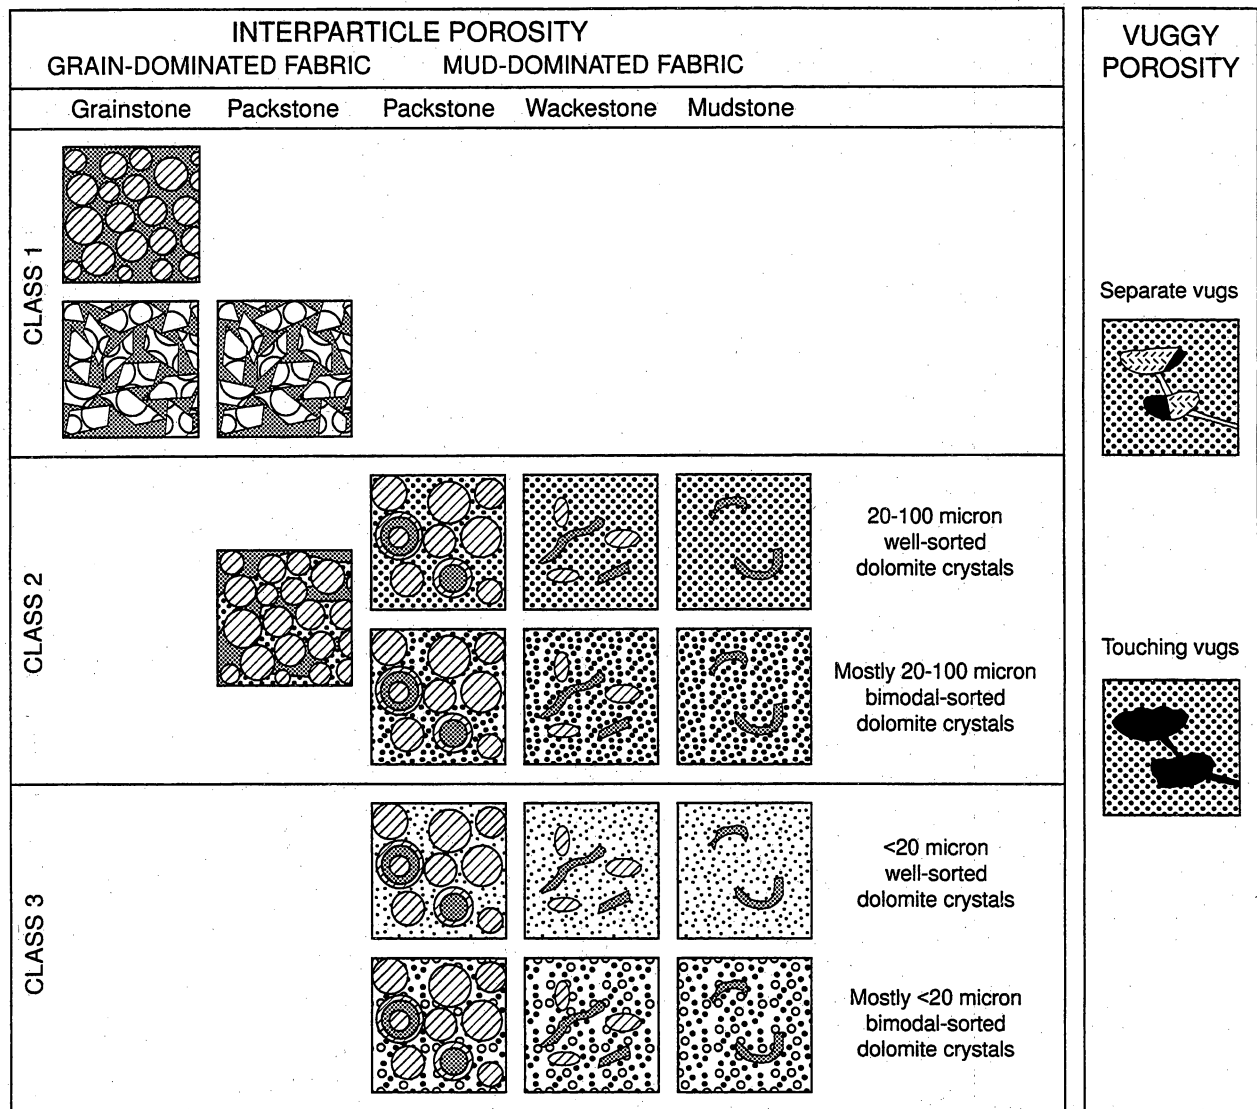 INTERPARTICLE POROSITY
GRAIN-DOMINATED FABRIC MUD-DOMINATED FABRIC
Grainstone Packstone Packstone Wackestone Mudstone
CLASS 1
CLASS 2
20-100 micron
well-sorted
dolomite crystals
Mostly 20-100 micron
bimodal-sorted
dolomite crystals
CLASS 3
<20 micron
well-sorted
dolomite crystals
Mostly <20 micron
bimodal-sorted
dolomite crystals
VUGGY
POROSITY
Separate vugs
Touching vugs